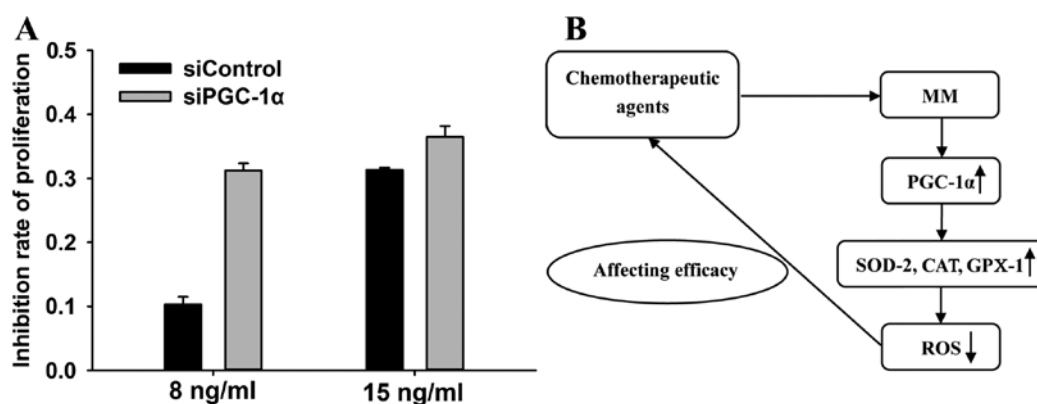 A
Inhibition rate of proliferation
0.5
0.4
0.3
0.2
0.1
0.0
siControl
siPGC-1α
8 ng/ml
15 ng/ml
B
Chemotherapeutic
agents
MM
PGC-1α↑
SOD-2, CAT, GPX-1↑
ROS↓
Affecting efficacy